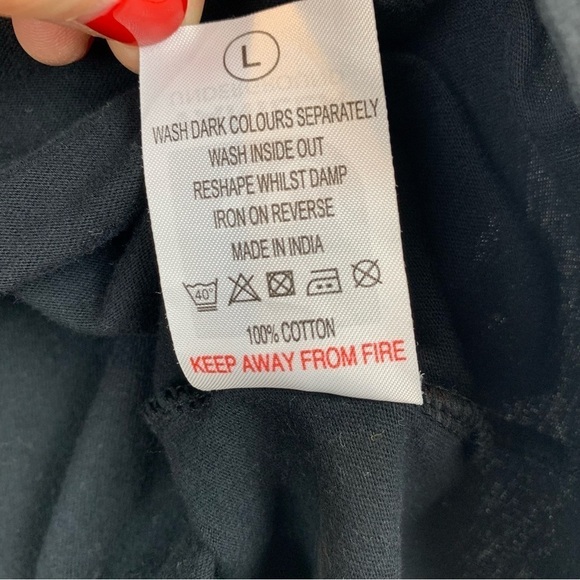 L
WASH DARK COLOURS SEPARATELY
WASH INSIDE OUT
RESHAPE WHILST DAMP
IRON ON REVERSE
MADE IN INDIA
40°
100% COTTON
KEEP AWAY FROM FIRE